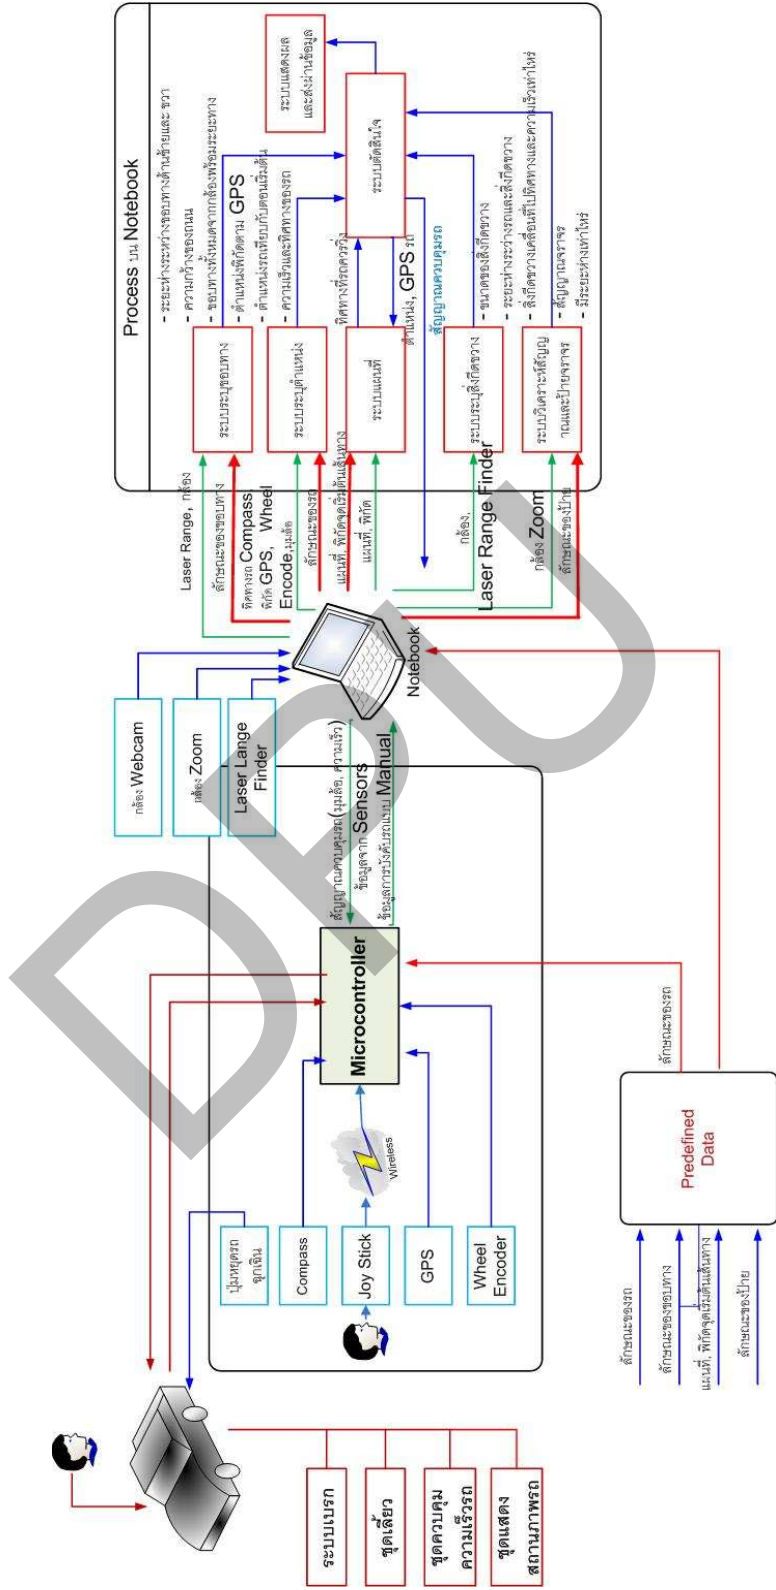 ระบบเบรก
ชุดเลี้ยว
ชุดควบคุม
ความเร็วรถ
ชุดแสดง
สถานภาพรถ
ปุ่มหยุดรถ
ฉุกเฉิน
Compass
Joy Stick
GPS
Wheel
Encoder
Wireless
Microcontroller
กล้อง Webcam
กล้อง Zoom
Laser Lange
Finder
สัญญาณควบคุมรถ(มุมล้อ, ความเร็ว)
ข้อมูลจาก Sensors
ข้อมูลการบังคับรถแบบ Manual
Notebook
ลักษณะของรถ
ลักษณะของขอบทาง
แผนที่, พิกัดจุดเริ่มต้นเส้นทาง
ลักษณะของป้าย
Predefined
Data
ลักษณะของรถ
Process บน Notebook
Laser Range, กล้อง
ลักษณะของขอบทาง
ทิศทางรถ Compass,
พิกัด GPS, Wheel
Encode,มุมล้อ
ลักษณะของรถ
แผนที่, พิกัดจุดเริ่มต้นเส้นทาง
แผนที่, พิกัด
กล้อง,
Laser Range Finder
กล้อง Zoom
ลักษณะของป้าย
ระบบระบุขอบทาง
ระบบระบุตำแหน่ง
ระบบแผนที่
ระบบระบุสิ่งกีดขวาง
ระบบวิเคราะห์สัญญ
าณและป้ายจราจร
- ระยะห่างระหว่างขอบทางด้านซ้ายและ ขวา
- ความกว้างของถนน
- ขอบทางทั้งหมดจากกล้องพร้อมระยะทาง
- ตำแหน่งพิกัดตาม GPS
- ตำแหน่งรถเทียบกับตอนเริ่มต้น
- ความเร็วและทิศทางของรถ
ทิศทางที่รถควรวิ่ง
ตำแหน่ง, GPS รถ
สัญญาณควบคุมรถ
- ขนาดของสิ่งกีดขวาง
- ระยะห่างระว่างรถและสิ่งกีดขวาง
- สิ่งกีดขวางเคลื่อนที่ไปทิศทางและความเร็วเท่าไหร่
- สัญญาณจราจร
- มีระยะห่างเท่าไหร่
ระบบตัดสินใจ
ระบบแสดงผล
และส่งผ่านข้อมูล
DPU